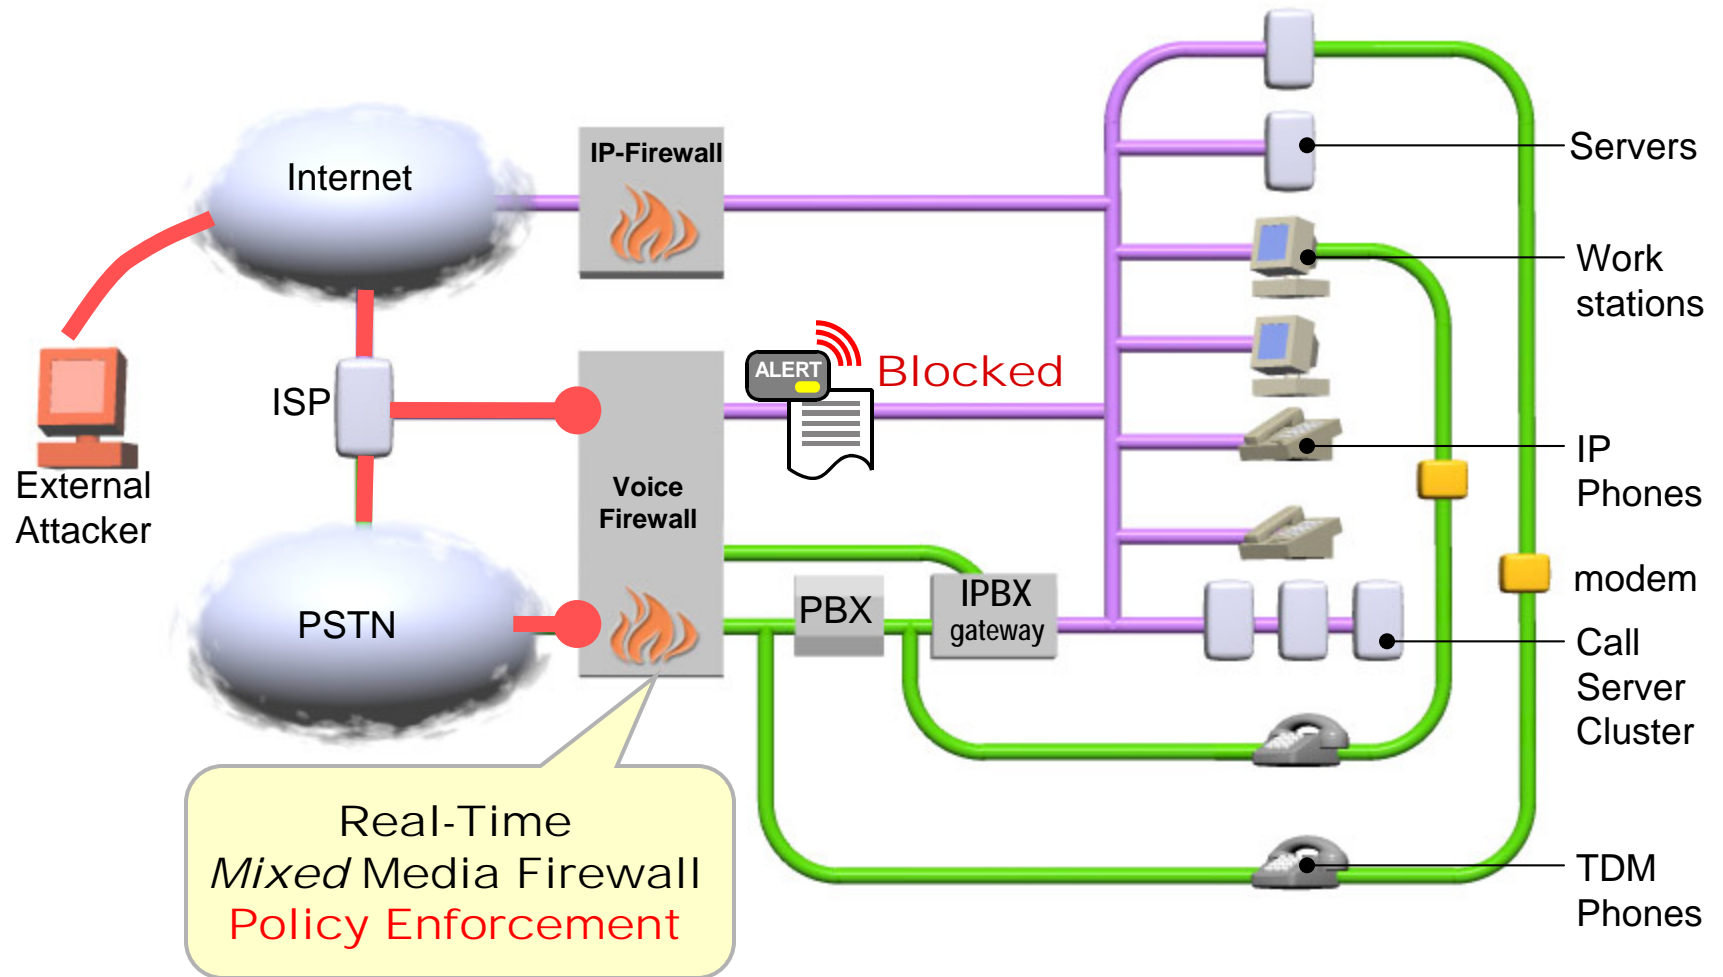 Internet
IP-Firewall
Servers
Work
stations
ALERT
Blocked
ISP
External
Attacker
Voice
Firewall
IP
Phones
PSTN
PBX
IPBX
gateway
modem
Call
Server
Cluster
Real-Time
Mixed Media Firewall
Policy Enforcement
TDM
Phones